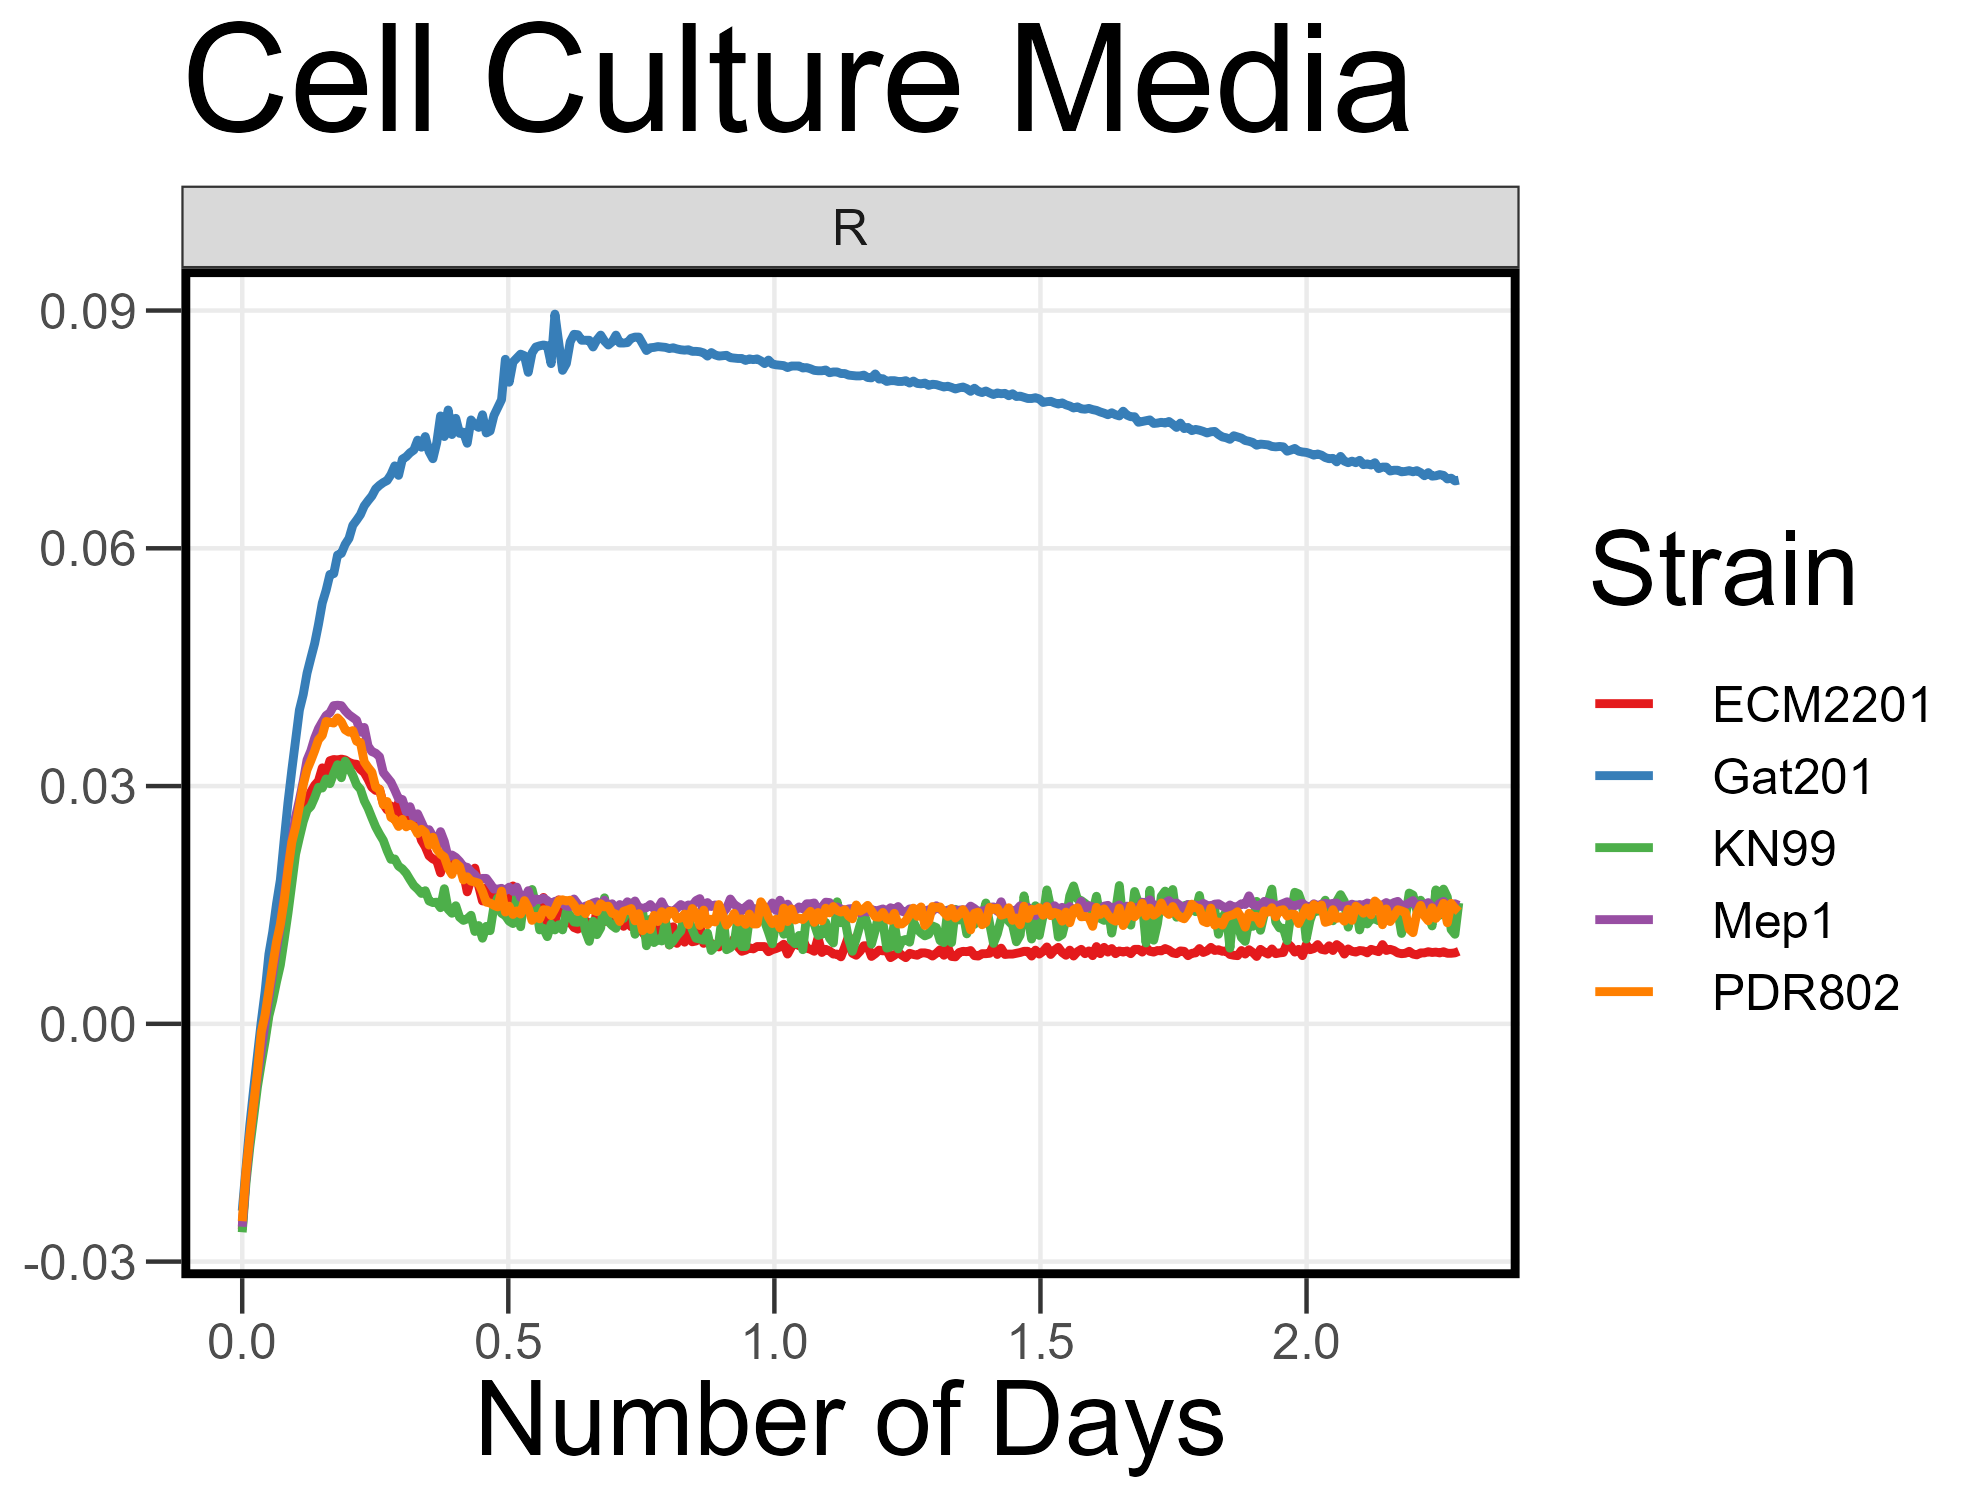 Cell Culture Media
R
0.09
0.06
0.03
0.00
-0.03
0.0 0.5 1.0 1.5 2.0
Number of Days
Strain
ECM2201
Gat201
KN99
Mep1
PDR802